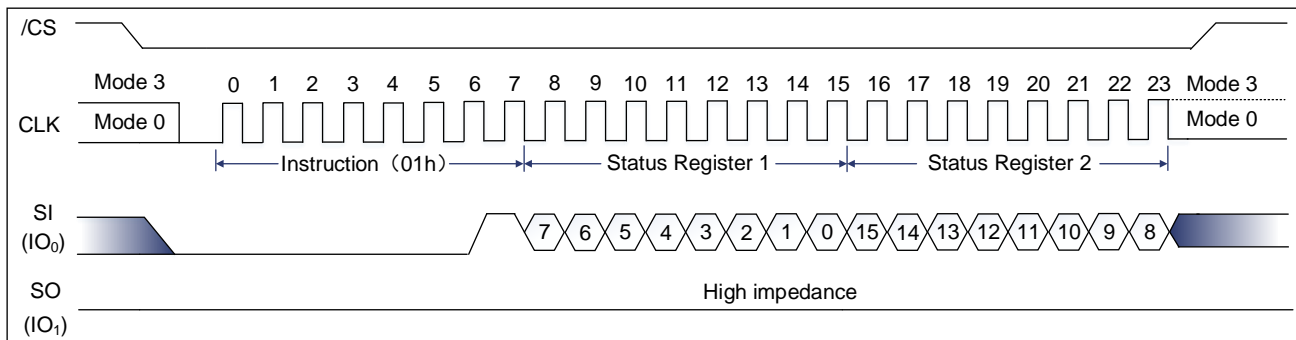 /CS
0 1 2 3 4 5 6 7 8 9 10 11 12 13 14 15 16 17 18 19 20 21 22 23
Mode 3 Mode 3
CLK Mode 0 Mode 0
Instruction（01h） Status Register 1 Status Register 2
SI
(IO₀)
7 6 5 4 3 2 1 0 15 14 13 12 11 10 9 8
SO
(IO₁)
High impedance